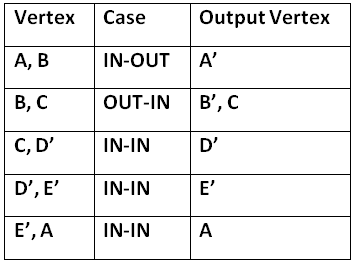 Vertex Case Output Vertex
A, B IN-OUT A’
B, C OUT-IN B’, C
C, D’ IN-IN D’
D’, E’ IN-IN E’
E’, A IN-IN A